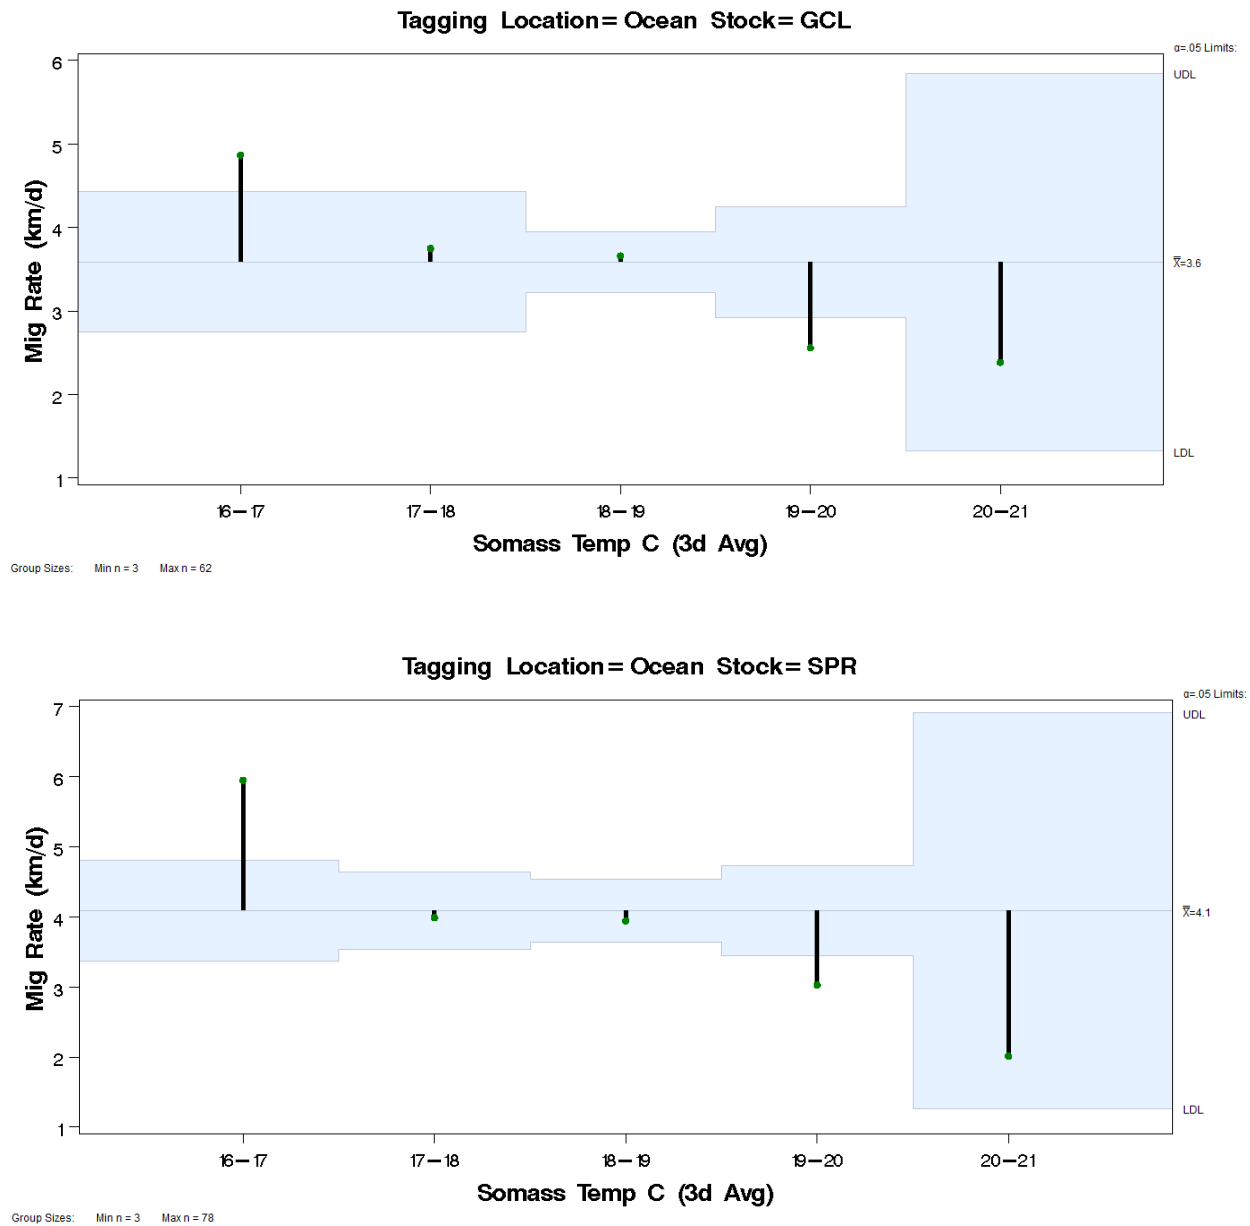 Tagging Location= Ocean Stock= GCL
α=.05 Limits:
UDL
6
5
4
3
2
1
Mig Rate (km/d)
X̿=3.6
LDL
16-17 17-18 18-19 19-20 20-21
Somass Temp C (3d Avg)
Group Sizes: Min n = 3 Max n = 62
Tagging Location= Ocean Stock= SPR
α=.05 Limits:
UDL
7
6
5
4
3
2
1
Mig Rate (km/d)
X̿=4.1
LDL
16-17 17-18 18-19 19-20 20-21
Somass Temp C (3d Avg)
Group Sizes: Min n = 3 Max n = 78